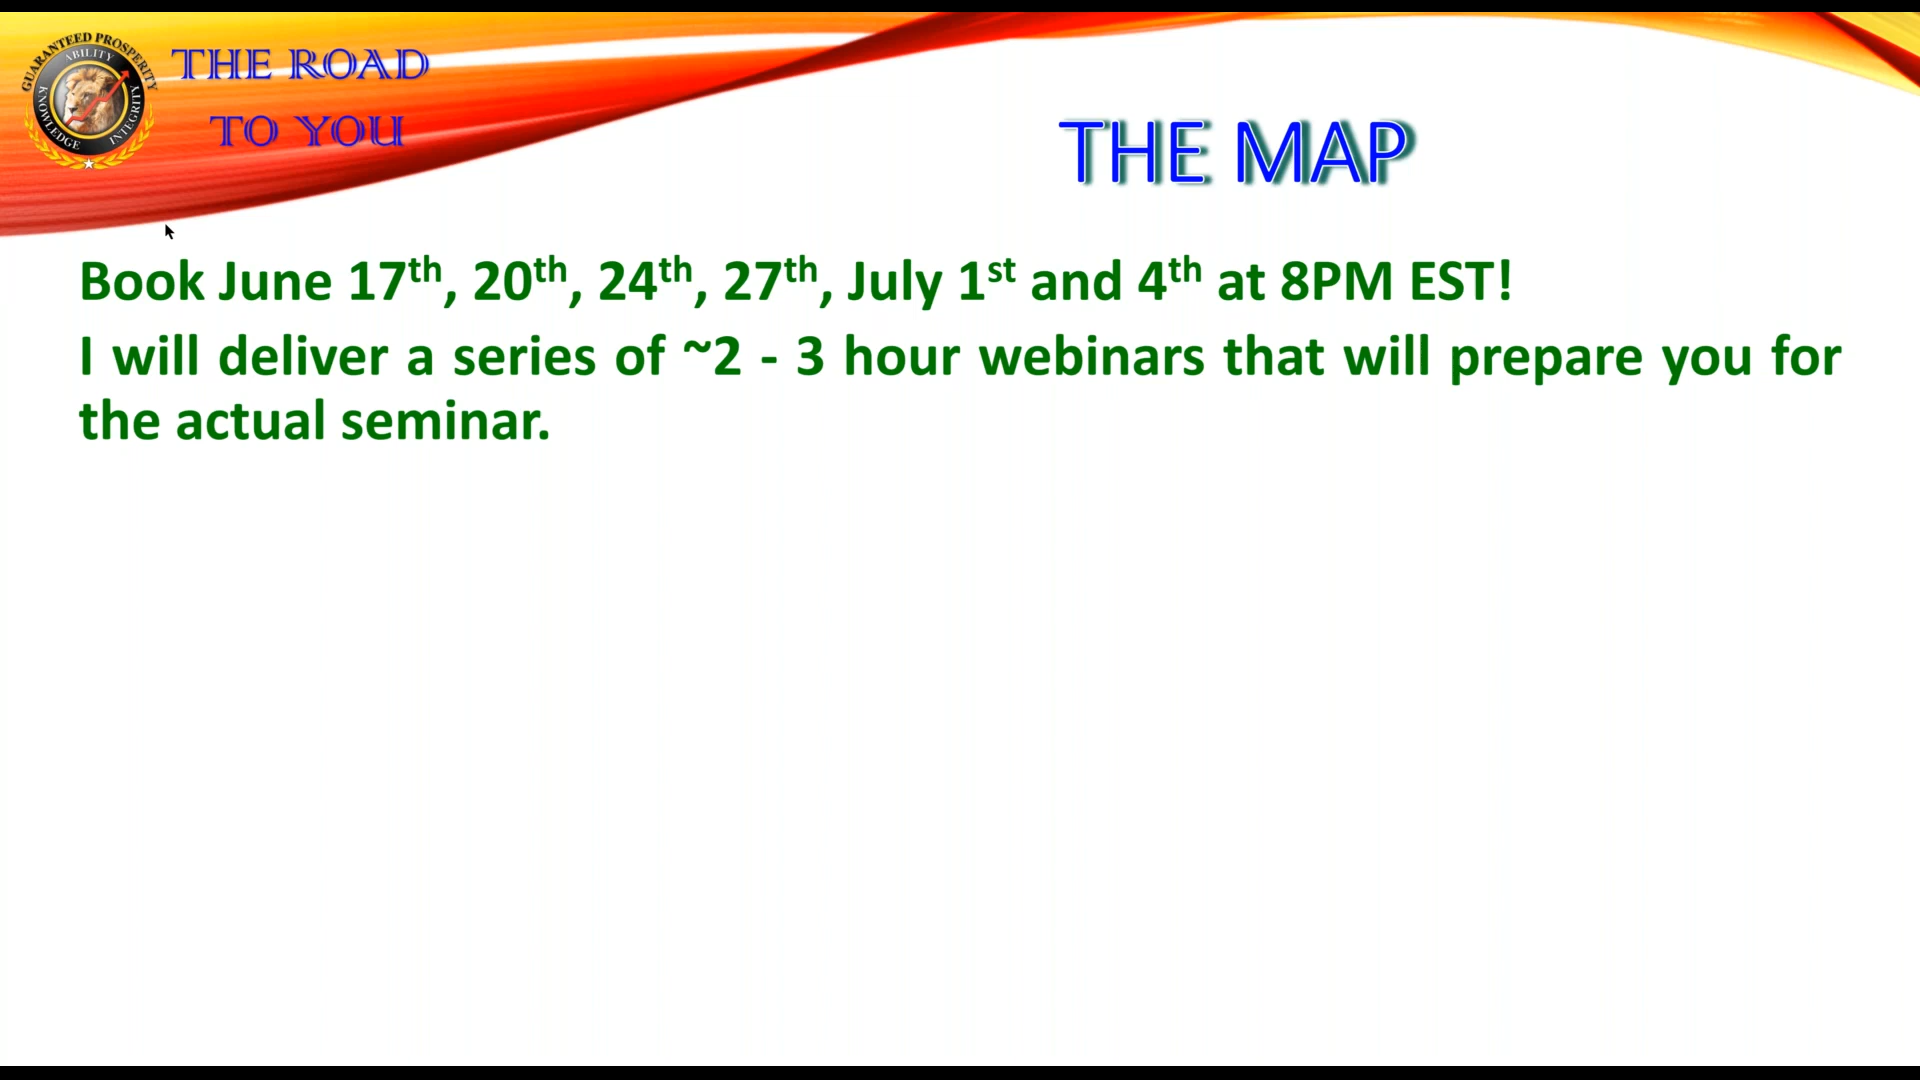 GUARANTEED PROSPERITY
ABILITY
KNOWLEDGE
INTEGRITY
THE ROAD
TO YOU
THE MAP
Book June 17th, 20th, 24th, 27th, July 1st and 4th at 8PM EST!
I will deliver a series of ~2 - 3 hour webinars that will prepare you for
the actual seminar.